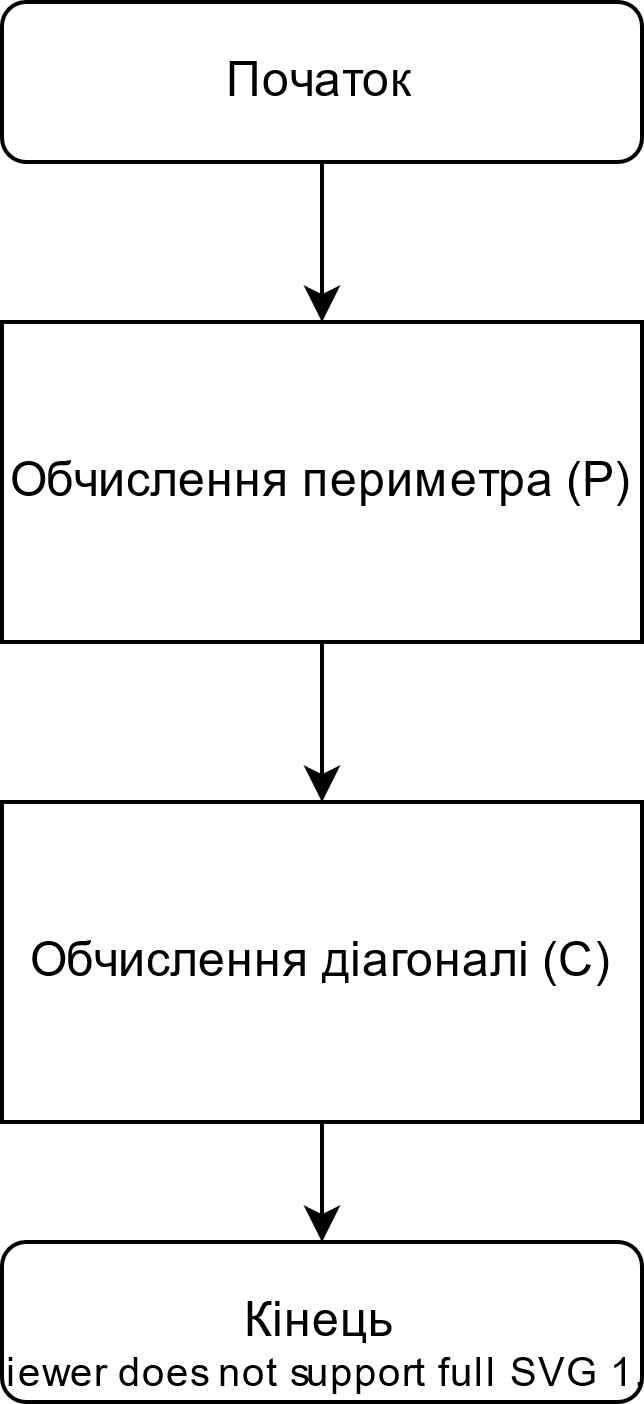 Початок
Обчислення периметра (Р)
Обчислення діагоналі (С)
Кінець
iewer does not support full SVG 1.